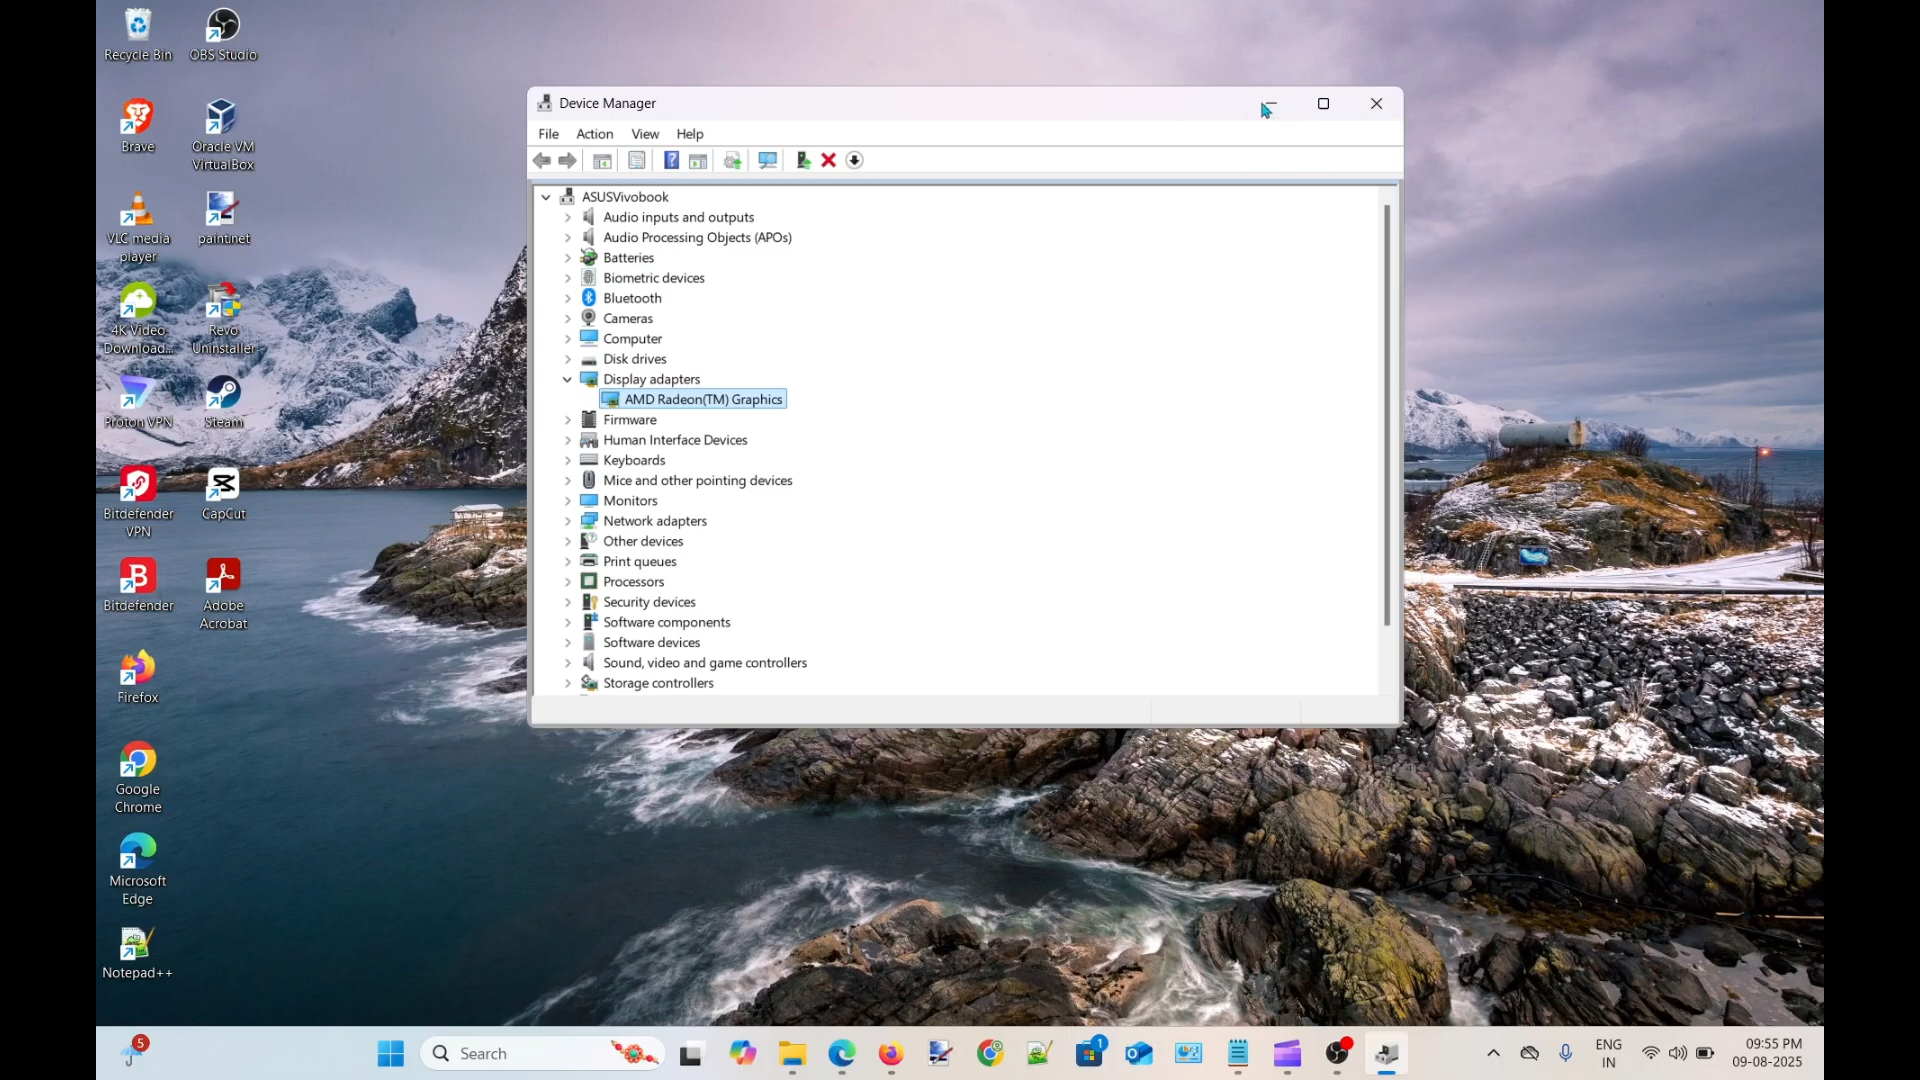 Recycle Bin
OBS Studio
Brave
Oracle VM
VirtualBox
VLC media
player
paint.net
4K Video
Download...
Revo
Uninstaller
Proton VPN
Steam
Bitdefender
VPN
CapCut
Bitdefender
Adobe
Acrobat
Firefox
Google
Chrome
Microsoft
Edge
Notepad++
Device Manager
File Action View Help
ASUSVivobook
Audio inputs and outputs
Audio Processing Objects (APOs)
Batteries
Biometric devices
Bluetooth
Cameras
Computer
Disk drives
Display adapters
AMD Radeon(TM) Graphics
Firmware
Human Interface Devices
Keyboards
Mice and other pointing devices
Monitors
Network adapters
Other devices
Print queues
Processors
Security devices
Software components
Software devices
Sound, video and game controllers
Storage controllers
5
Search
1
ENG
IN
09:55 PM
09-08-2025